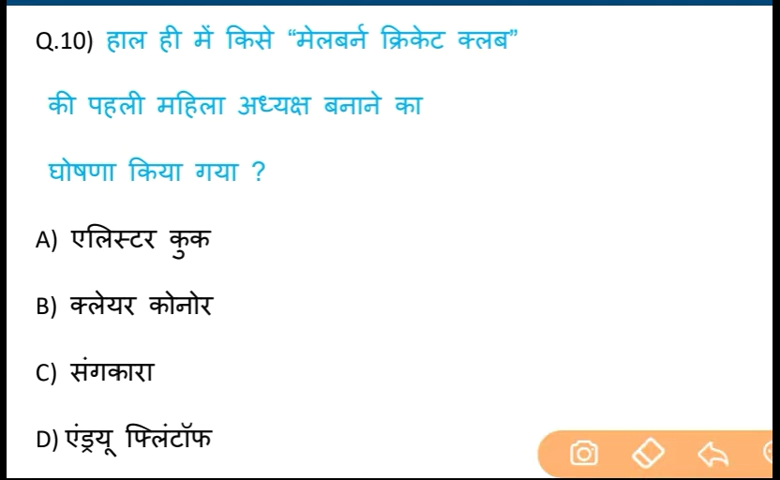 Q.10) हाल ही में किसे “मेलबर्न क्रिकेट क्लब”
की पहली महिला अध्यक्ष बनाने का
घोषणा किया गया ?
A) एलिस्टर कुक
B) क्लेयर कोनोर
C) संगकारा
D) एंड्रयू फ्लिंटॉफ